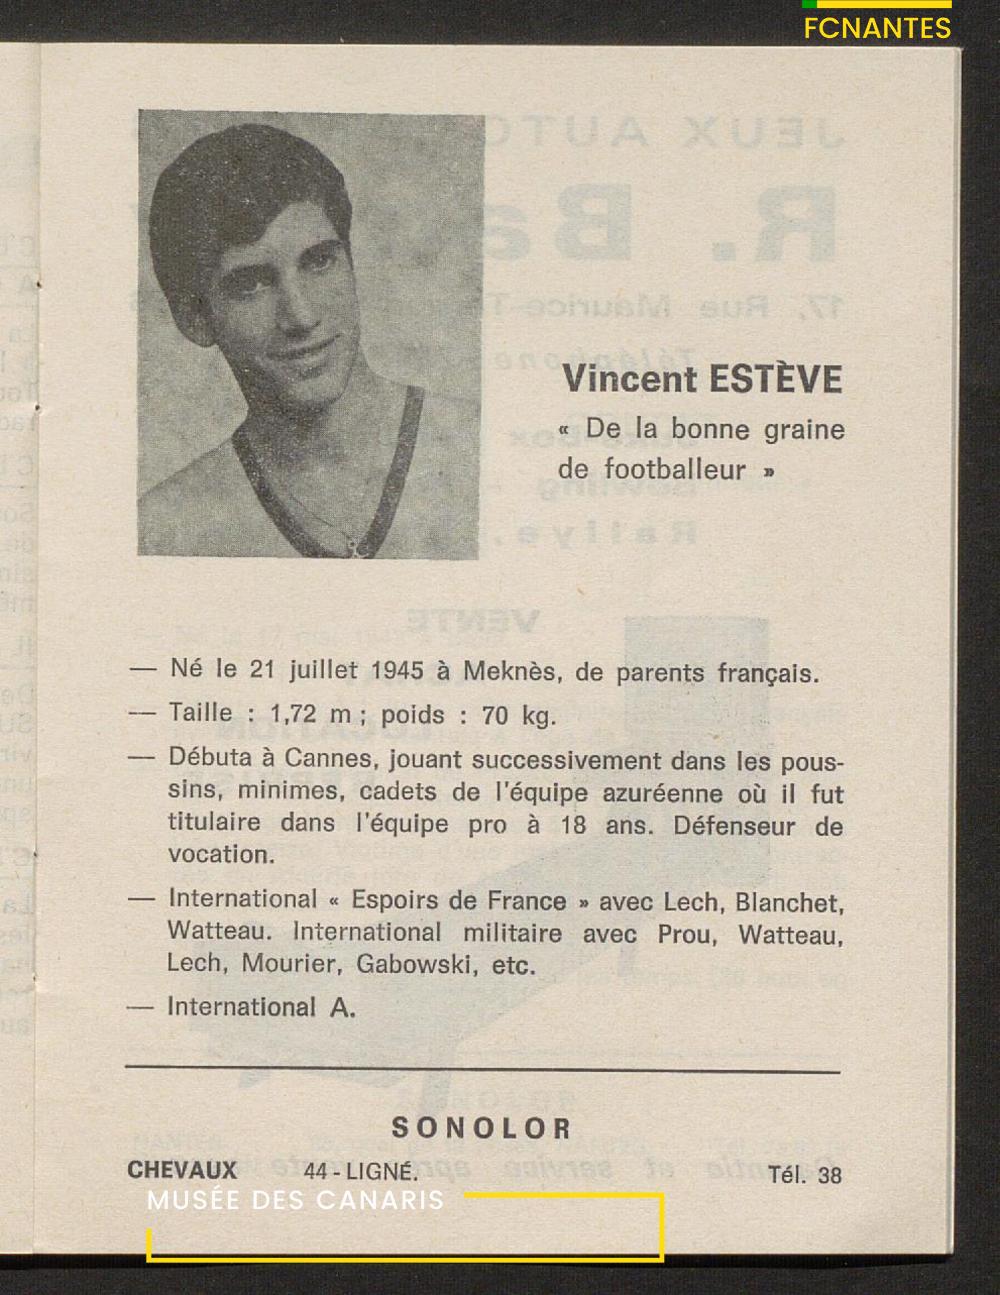 FCNANTES
Vincent ESTÈVE
« De la bonne graine
de footballeur »
— Né le 21 juillet 1945 à Meknès, de parents français.
— Taille : 1,72 m ; poids : 70 kg.
— Débuta à Cannes, jouant successivement dans les pous-
sins, minimes, cadets de l'équipe azuréenne où il fut
titulaire dans l'équipe pro à 18 ans. Défenseur de
vocation.
— International « Espoirs de France » avec Lech, Blanchet,
Watteau. International militaire avec Prou, Watteau,
Lech, Mourier, Gabowski, etc.
— International A.
SONOLOR
CHEVAUX 44 - LIGNÉ. Tél. 38
MUSÉE DES CANARIS